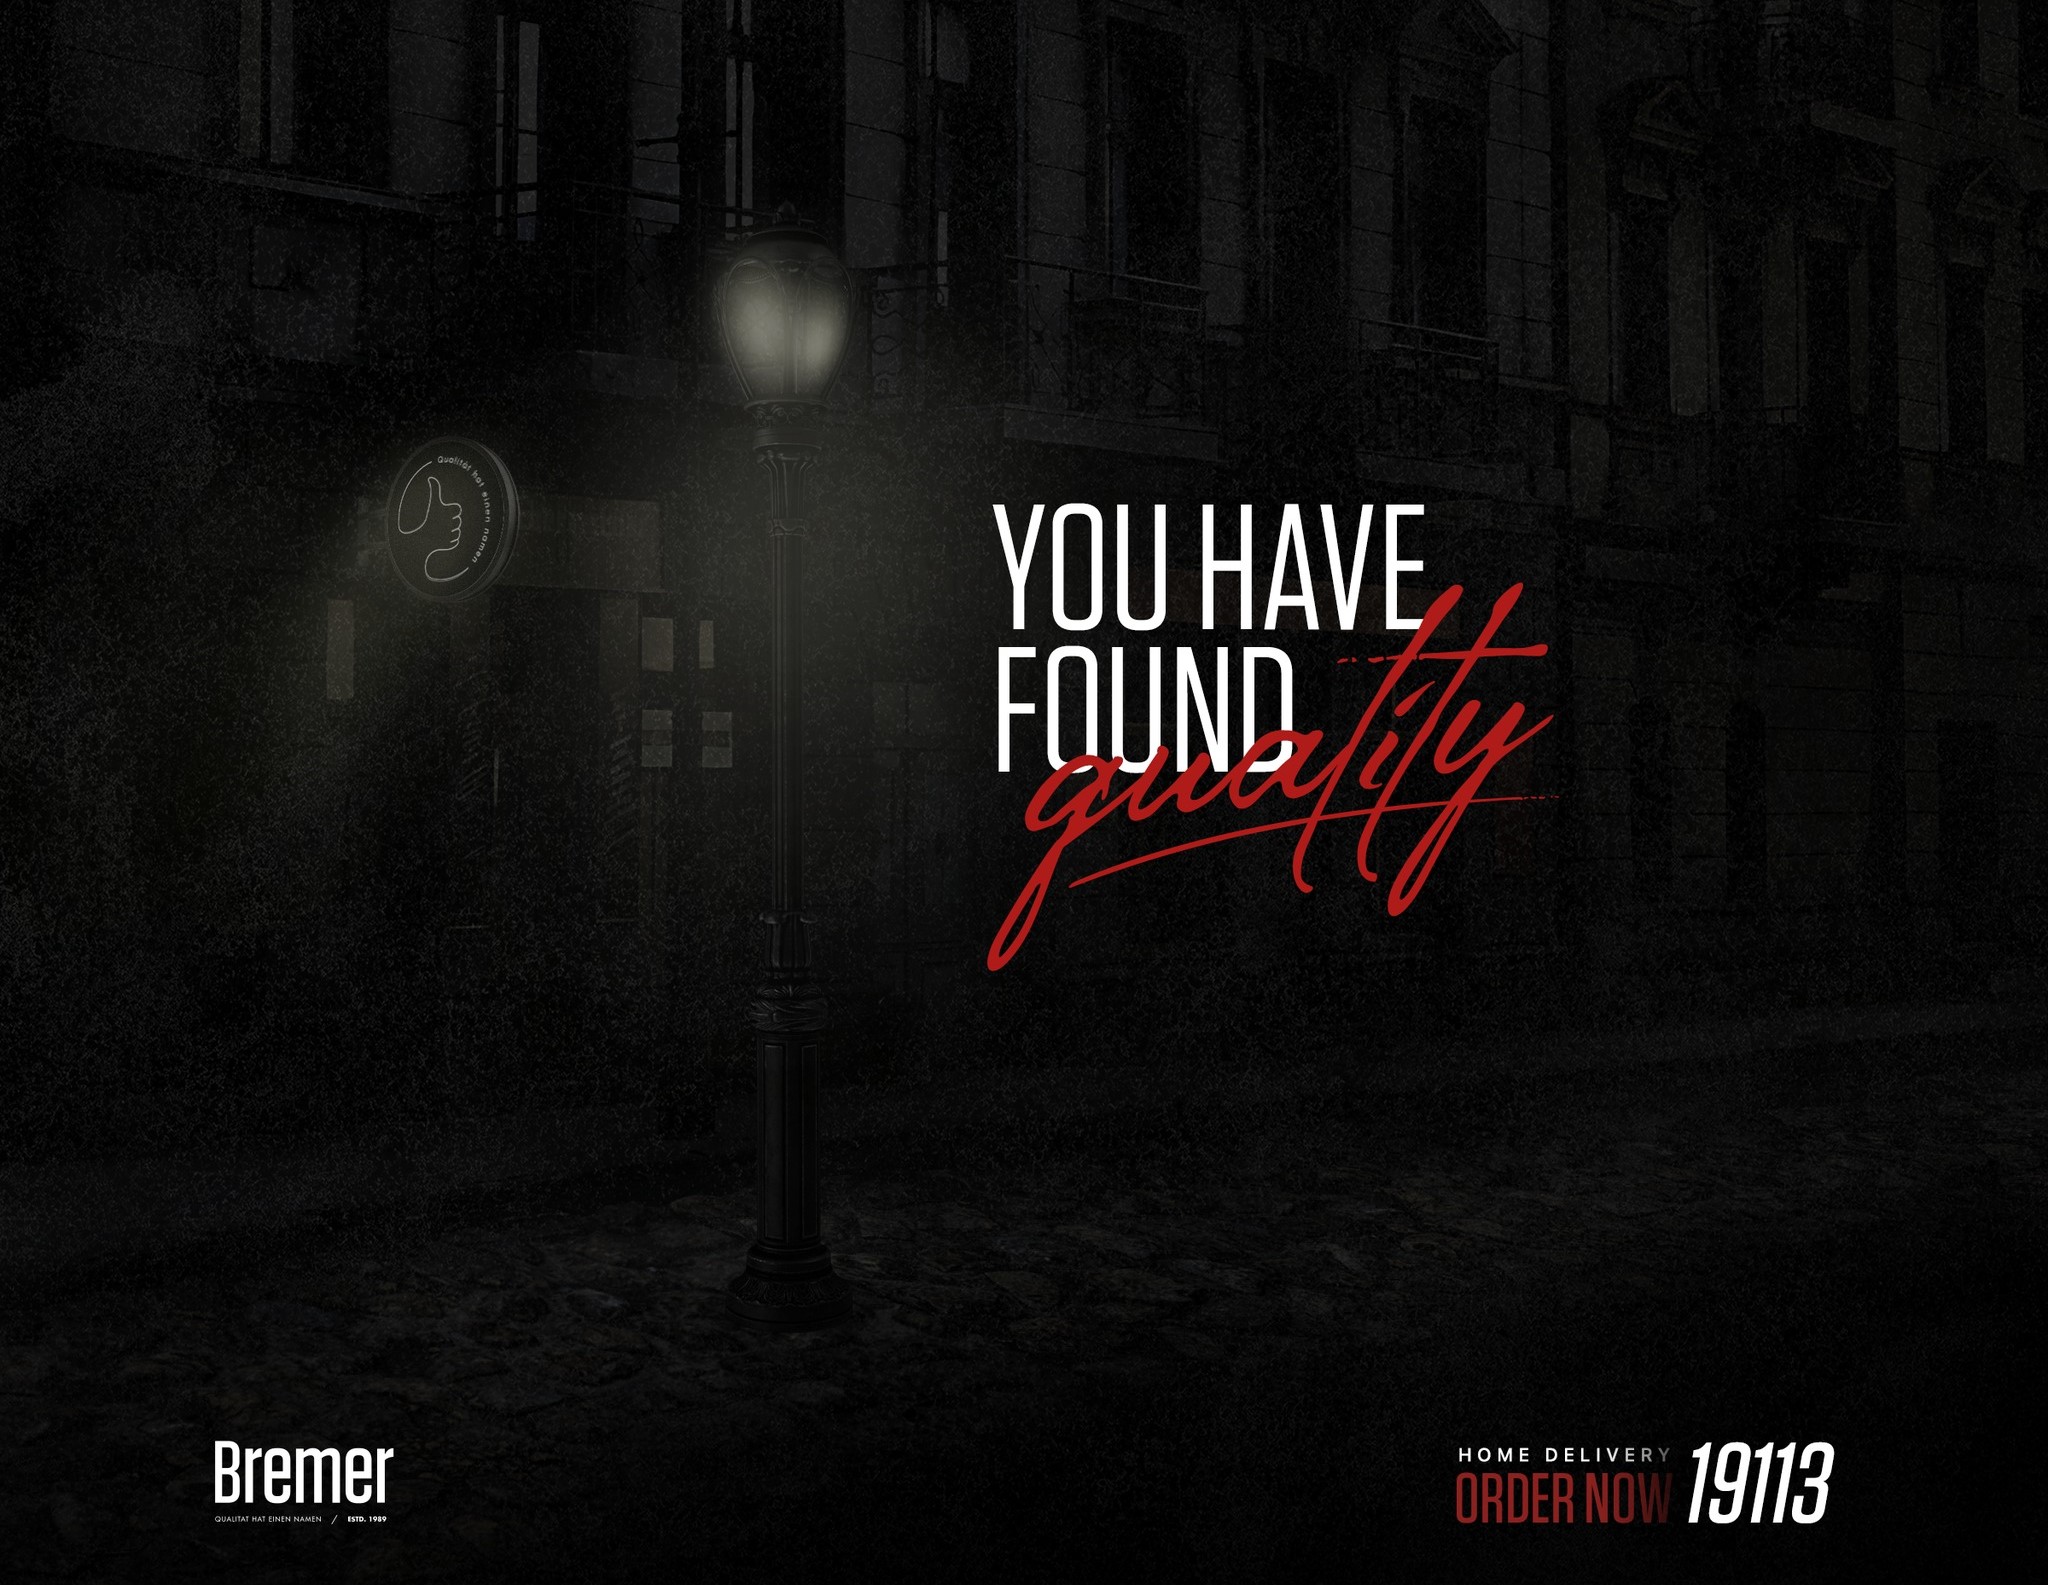 Qualität hat einen namen
YOU HAVE
FOUND
quality
Bremer
QUALITAT HAT EINEN NAMEN / ESTD. 1989
HOME DELIVERY
ORDER NOW
19113